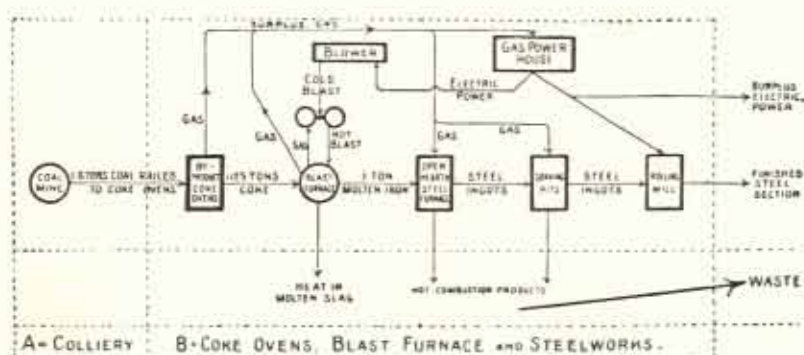 SURPLUS GAS
BLOWER
GAS POWER
HOUSE
COLD
BLAST
ELECTRIC
POWER
SURPLUS
ELECTRIC
POWER
GAS
GAS
GAS
HOT
BLAST
GAS
GAS
COAL
MINE
TONS COAL RAILED
TO COKE OVENS
BY-
PRODUCT
COKE
OVENS
TONS
COKE
BLAST
FURNACE
1 TON
MOLTEN IRON
OPEN
HEARTH
STEEL
FURNACE
STEEL
INGOTS
SOAKING
PITS
STEEL
INGOTS
ROLLING
MILL
FINISHED
STEEL
SECTION
HEAT IN
MOLTEN SLAG
HOT COMBUSTION PRODUCTS
WASTE
A=COLLIERY
B-COKE OVENS, BLAST FURNACE AND STEELWORKS.